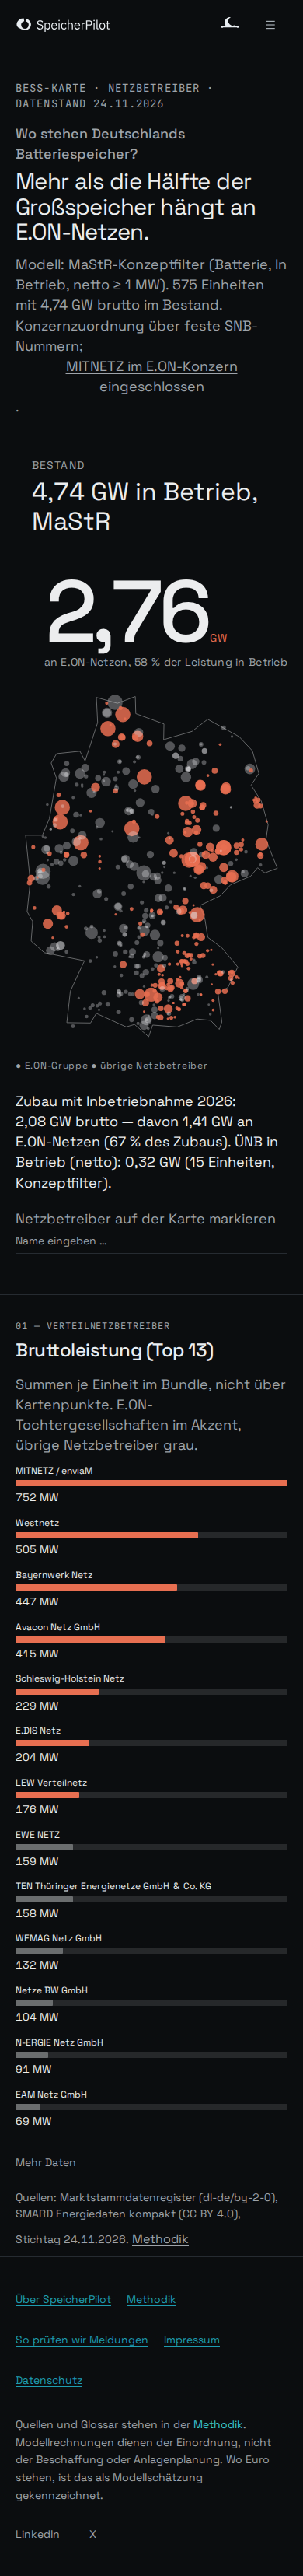 SpeicherPilot
BESS-KARTE · NETZBETREIBER ·
DATENSTAND 24.11.2026
Wo stehen Deutschlands
Batteriespeicher?
Mehr als die Hälfte der
Großspeicher hängt an
E.ON-Netzen.
Modell: MaStR-Konzeptfilter (Batterie, In
Betrieb, netto ≥ 1 MW). 575 Einheiten
mit 4,74 GW brutto im Bestand.
Konzernzuordnung über feste SNB-
Nummern;
MITNETZ im E.ON-Konzern
eingeschlossen
.
BESTAND
4,74 GW in Betrieb,
MaStR
2,76 GW
an E.ON-Netzen, 58 % der Leistung in Betrieb
● E.ON-Gruppe ● übrige Netzbetreiber
Zubau mit Inbetriebnahme 2026:
2,08 GW brutto — davon 1,41 GW an
E.ON-Netzen (67 % des Zubaus). ÜNB in
Betrieb (netto): 0,32 GW (15 Einheiten,
Konzeptfilter).
Netzbetreiber auf der Karte markieren
Name eingeben …
01 — VERTEILNETZBETREIBER
Bruttoleistung (Top 13)
Summen je Einheit im Bundle, nicht über
Kartenpunkte. E.ON-
Tochtergesellschaften im Akzent,
übrige Netzbetreiber grau.
MITNETZ / enviaM
752 MW
Westnetz
505 MW
Bayernwerk Netz
447 MW
Avacon Netz GmbH
415 MW
Schleswig-Holstein Netz
229 MW
E.DIS Netz
204 MW
LEW Verteilnetz
176 MW
EWE NETZ
159 MW
TEN Thüringer Energienetze GmbH & Co. KG
158 MW
WEMAG Netz GmbH
132 MW
Netze BW GmbH
104 MW
N-ERGIE Netz GmbH
91 MW
EAM Netz GmbH
69 MW
Mehr Daten
Quellen: Marktstammdatenregister (dl-de/by-2-0),
SMARD Energiedaten kompakt (CC BY 4.0),
Stichtag 24.11.2026. Methodik
Über SpeicherPilot Methodik
So prüfen wir Meldungen Impressum
Datenschutz
Quellen und Glossar stehen in der Methodik.
Modellrechnungen dienen der Einordnung, nicht
der Beschaffung oder Anlagenplanung. Wo Euro
stehen, ist das als Modellschätzung
gekennzeichnet.
LinkedIn X